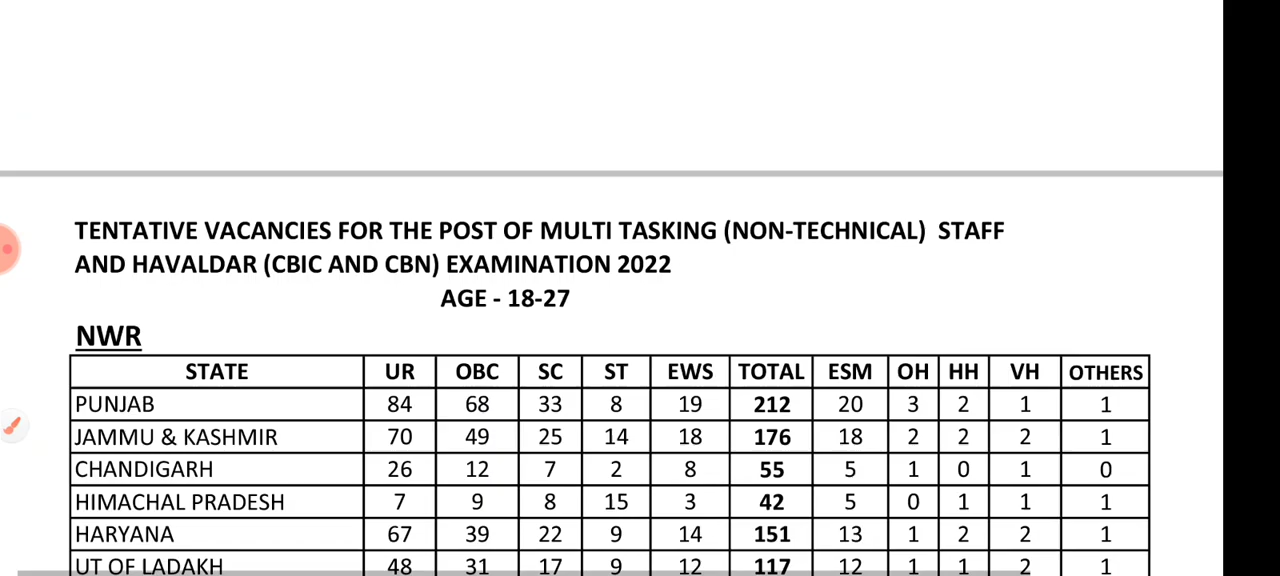 TENTATIVE VACANCIES FOR THE POST OF MULTI TASKING (NON-TECHNICAL) STAFF
AND HAVALDAR (CBIC AND CBN) EXAMINATION 2022
AGE - 18-27
NWR
STATE UR OBC SC ST EWS TOTAL ESM OH HH VH OTHERS
PUNJAB 84 68 33 8 19 212 20 3 2 1 1
JAMMU & KASHMIR 70 49 25 14 18 176 18 2 2 2 1
CHANDIGARH 26 12 7 2 8 55 5 1 0 1 0
HIMACHAL PRADESH 7 9 8 15 3 42 5 0 1 1 1
HARYANA 67 39 22 9 14 151 13 1 2 2 1
UT OF LADAKH 48 31 17 9 12 117 12 1 1 2 1